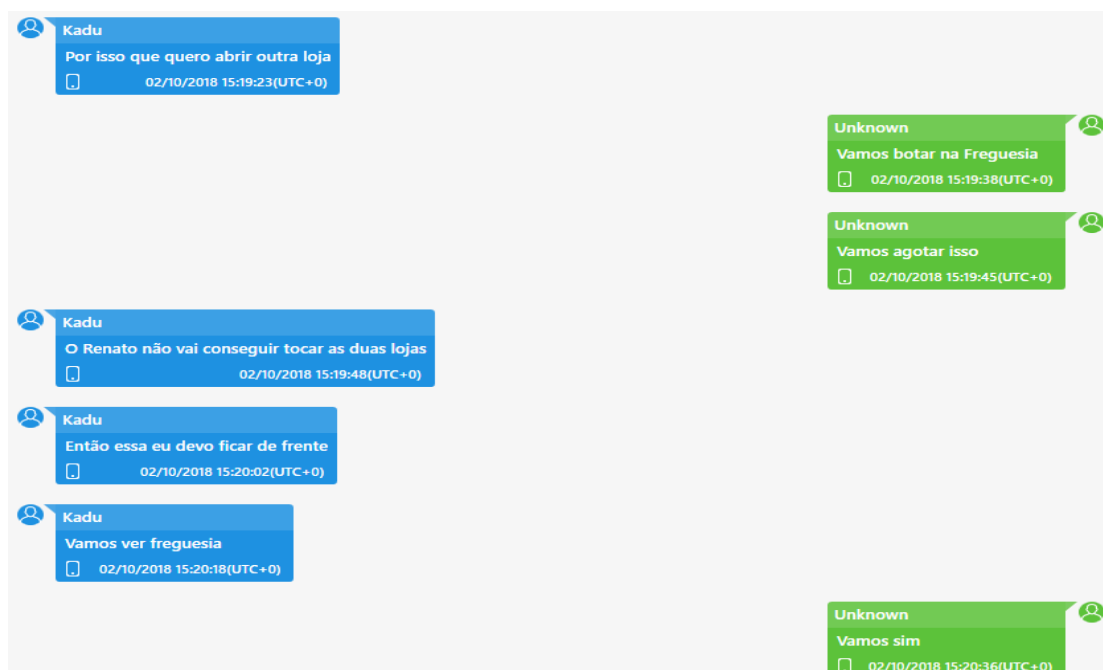 Kadu
Por isso que quero abrir outra loja
02/10/2018 15:19:23(UTC+0)
Unknown
Vamos botar na Freguesia
02/10/2018 15:19:38(UTC+0)
Unknown
Vamos agotar isso
02/10/2018 15:19:45(UTC+0)
Kadu
O Renato não vai conseguir tocar as duas lojas
02/10/2018 15:19:48(UTC+0)
Kadu
Então essa eu devo ficar de frente
02/10/2018 15:20:02(UTC+0)
Kadu
Vamos ver freguesia
02/10/2018 15:20:18(UTC+0)
Unknown
Vamos sim
02/10/2018 15:20:36(UTC+0)